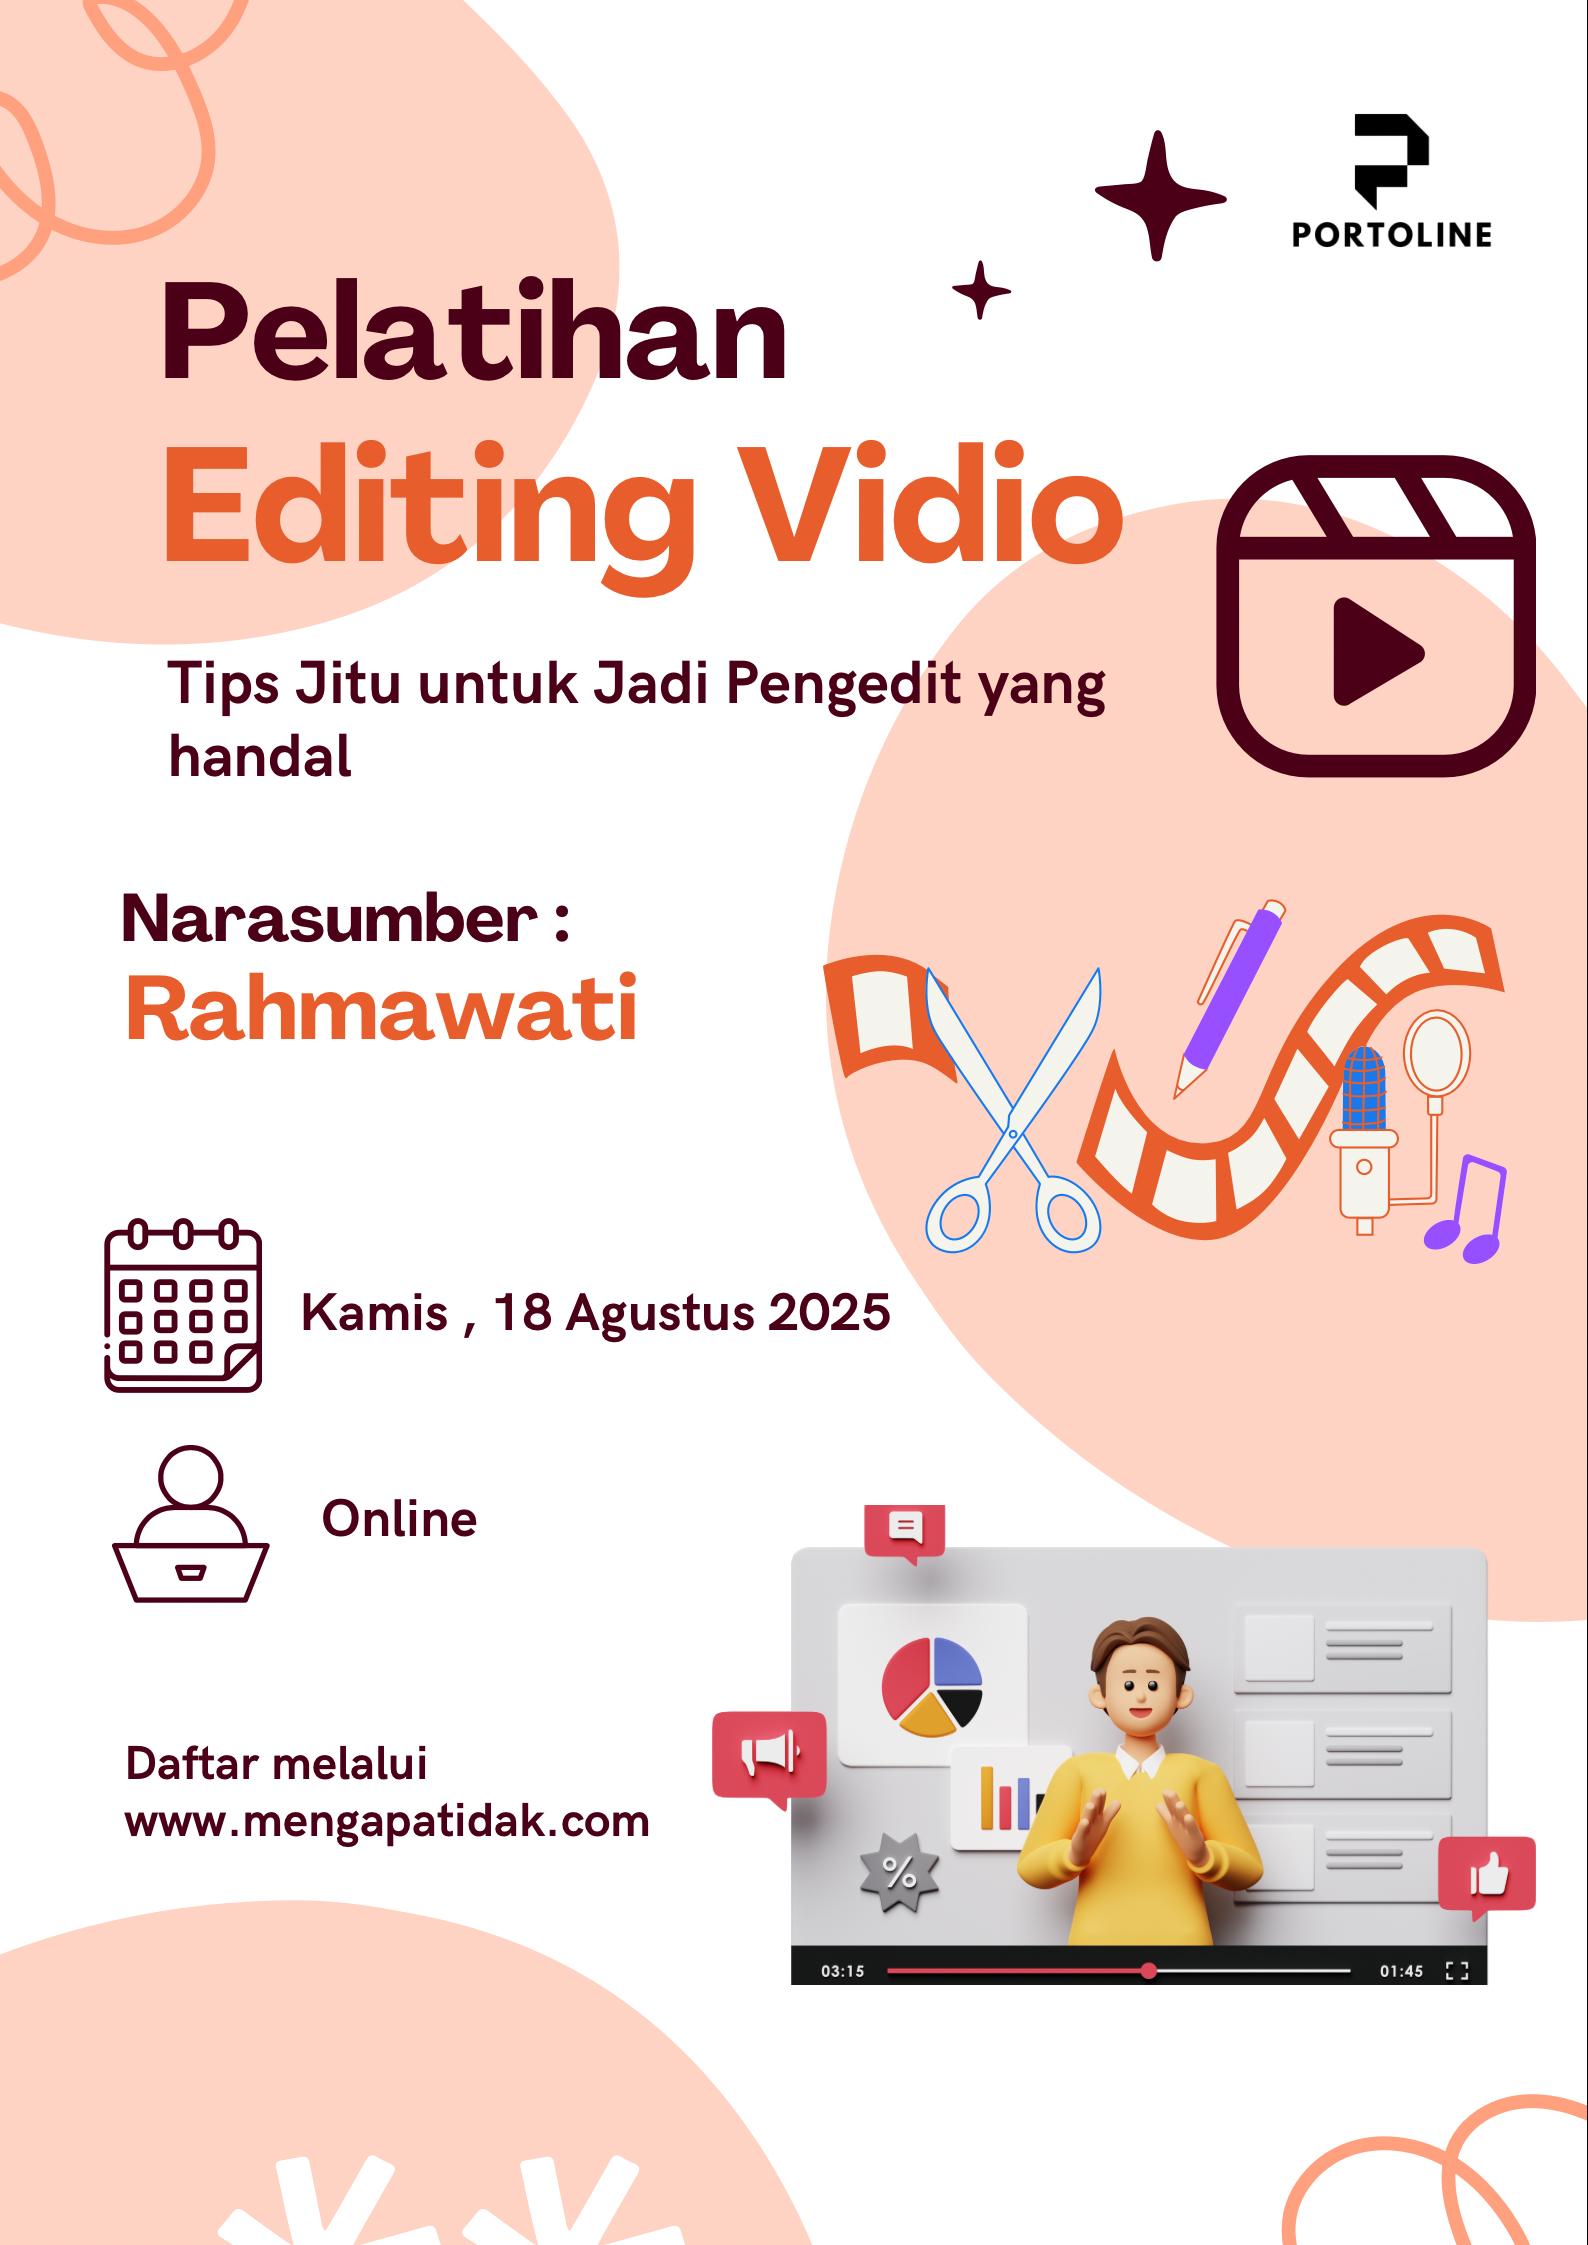 PORTOLINE
Pelatihan
Editing Vidio
Tips Jitu untuk Jadi Pengedit yang
handal
Narasumber :
Rahmawati
Kamis , 18 Agustus 2025
Online
Daftar melalui
www.mengapatidak.com
%
03:15
01:45